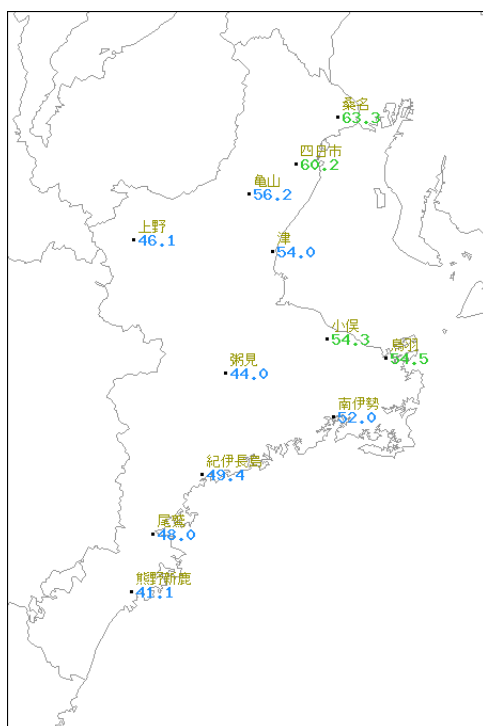 桑名
63.3
四日市
60.2
亀山
56.2
上野
46.1
津
54.0
小俣
54.3
鳥羽
54.5
粥見
44.0
南伊勢
52.0
紀伊長島
49.4
尾鷲
48.0
熊野新鹿
41.1